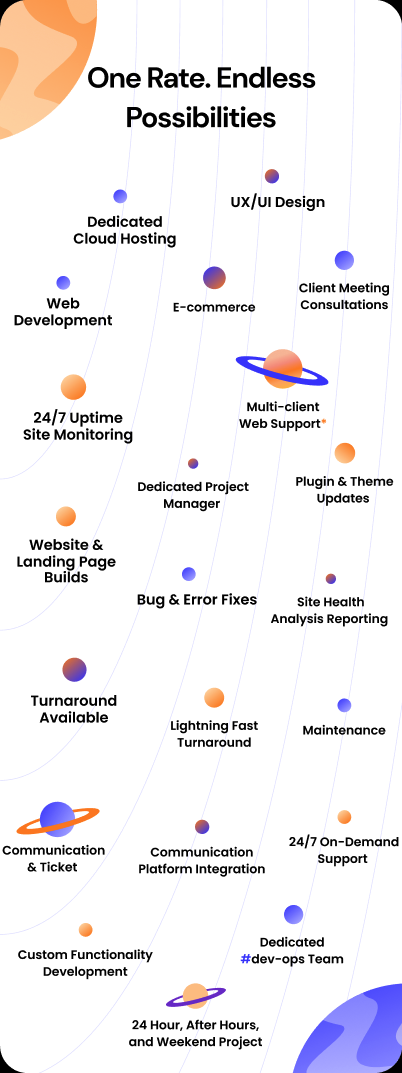 One Rate. Endless
Possibilities
UX/UI Design
Dedicated
Cloud Hosting
Client Meeting
Consultations
Web
Development
E-commerce
Multi-client
Web Support*
24/7 Uptime
Site Monitoring
Dedicated Project
Manager
Plugin & Theme
Updates
Website &
Landing Page
Builds
Bug & Error Fixes
Site Health
Analysis Reporting
Turnaround
Available
Lightning Fast
Turnaround
Maintenance
Communication
& Ticket
Communication
Platform Integration
24/7 On-Demand
Support
Custom Functionality
Development
Dedicated
#dev-ops Team
24 Hour, After Hours,
and Weekend Project